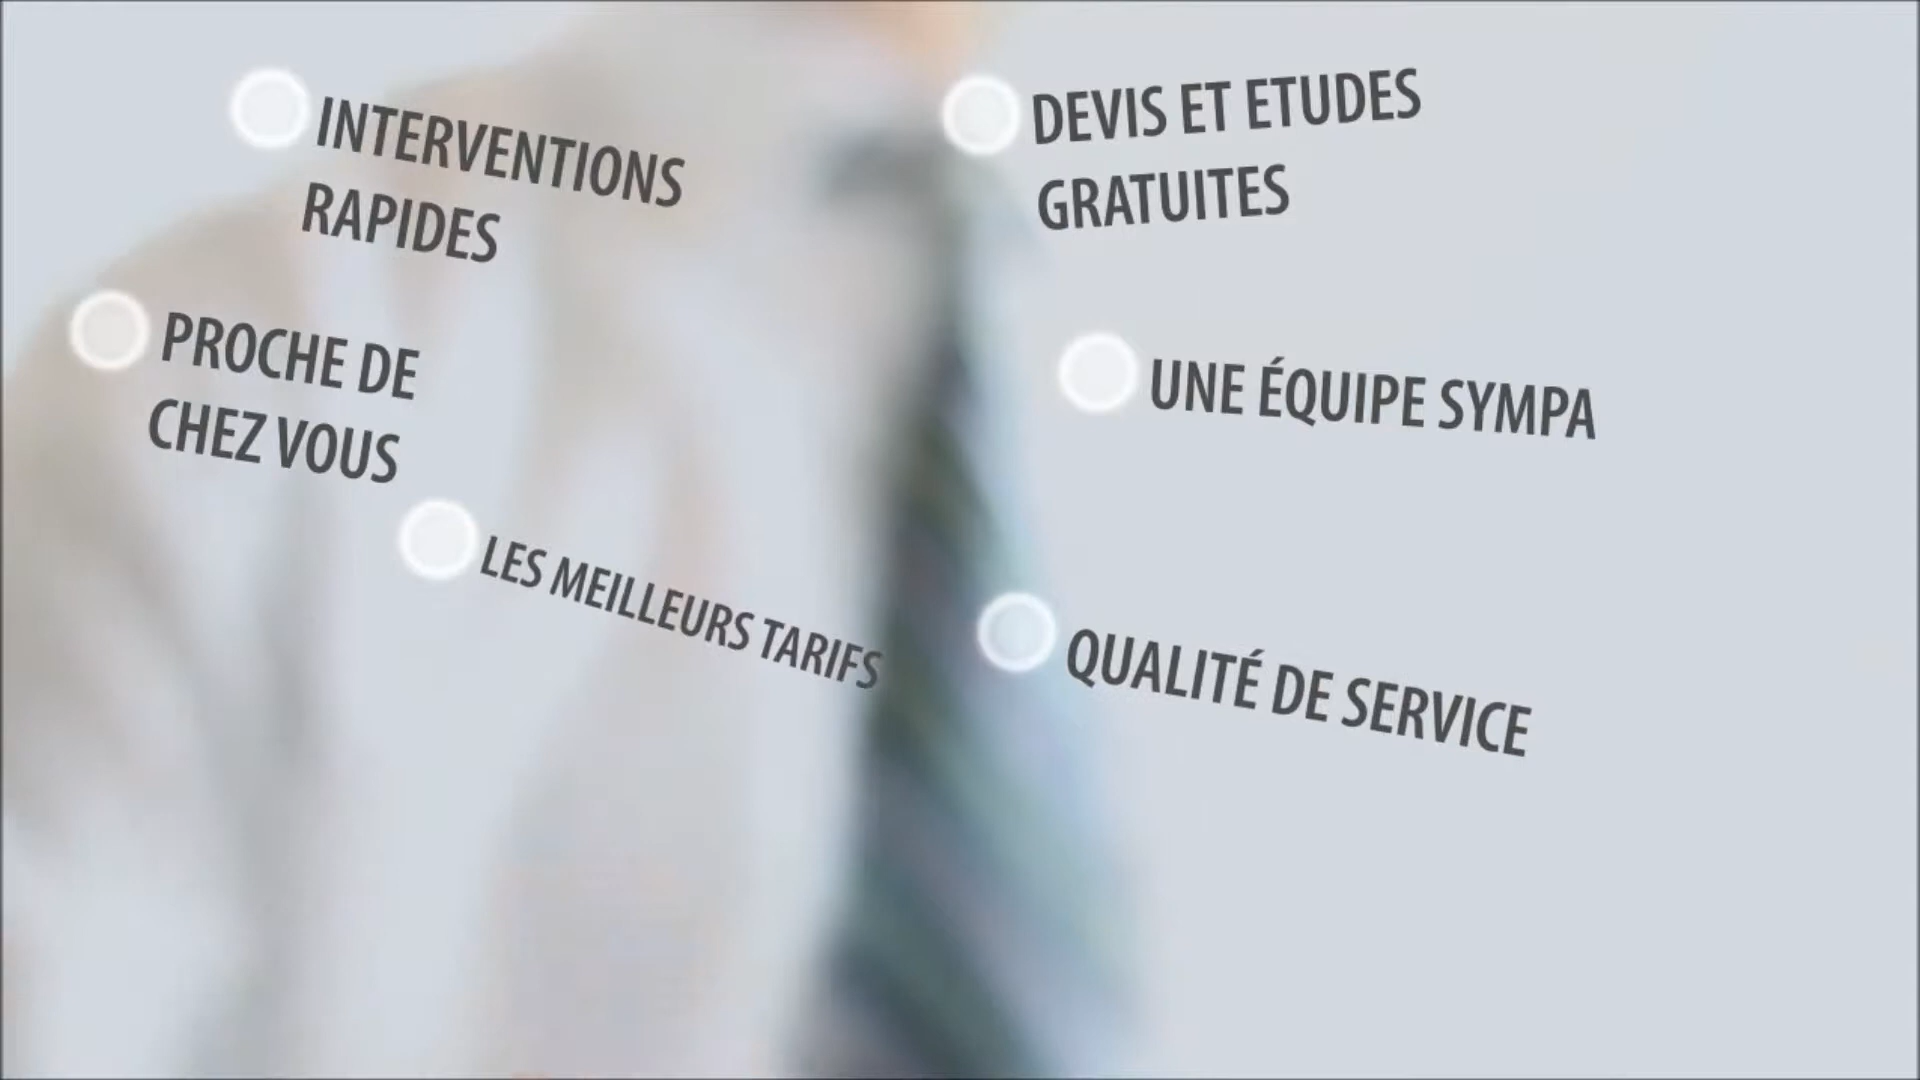 INTERVENTIONS
RAPIDES
DEVIS ET ETUDES
GRATUITES
PROCHE DE
CHEZ VOUS
UNE ÉQUIPE SYMPA
LES MEILLEURS TARIFS
QUALITÉ DE SERVICE